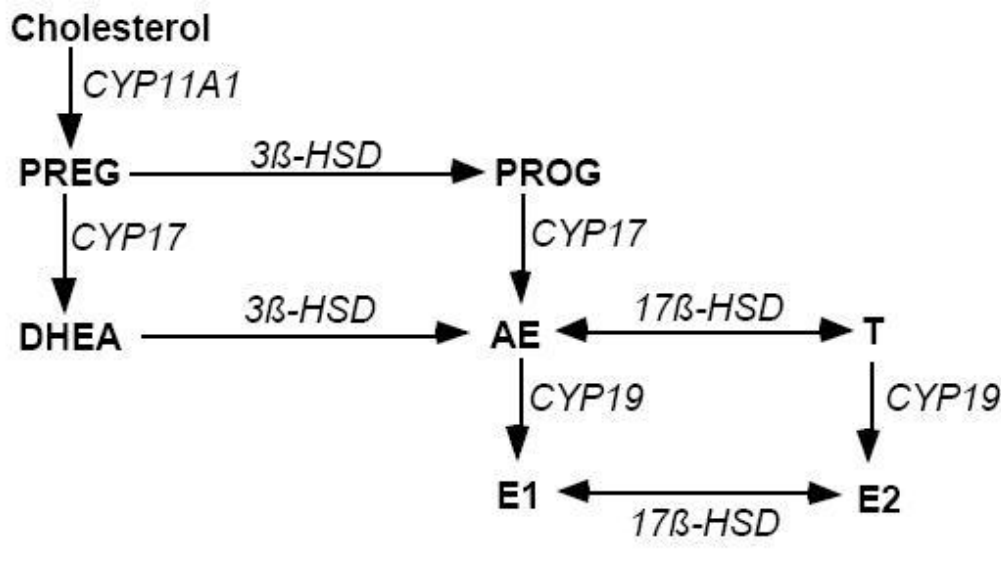 Cholesterol
CYP11A1
3ß-HSD
PREG PROG
CYP17 CYP17
3ß-HSD 17ß-HSD
DHEA AE T
CYP19 CYP19
E1 E2
17ß-HSD